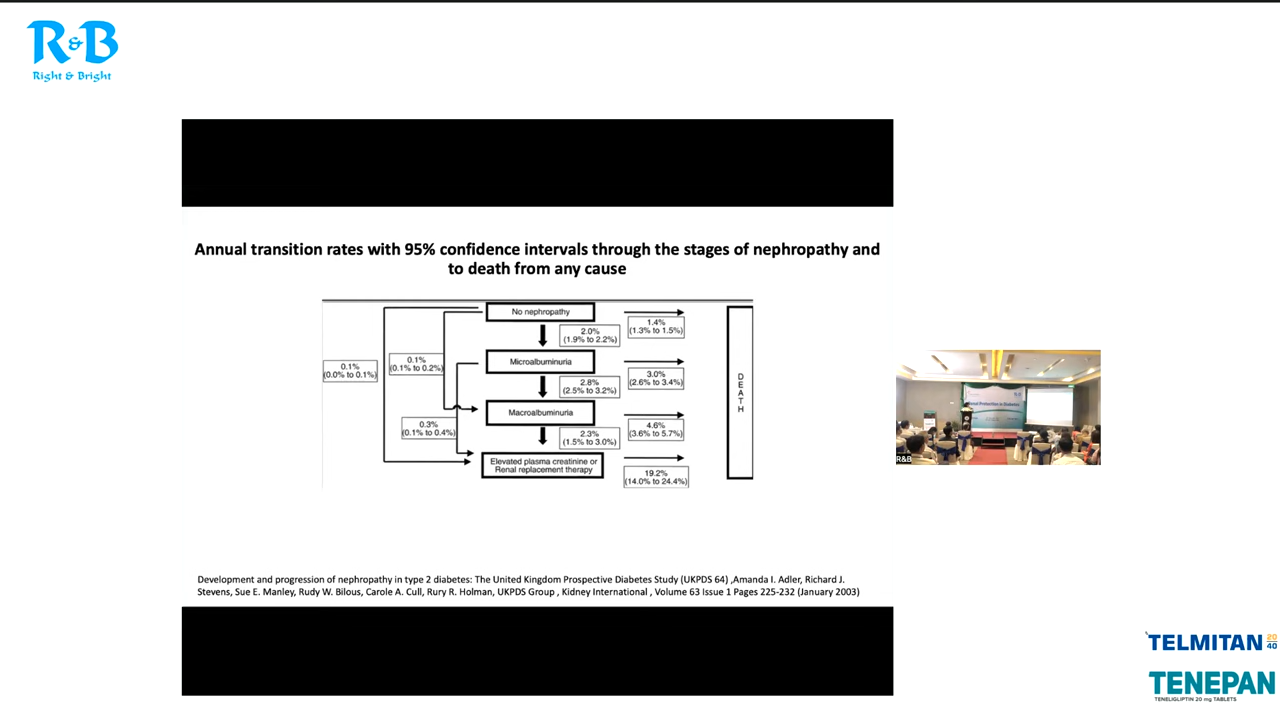 R&B
Right & Bright
Annual transition rates with 95% confidence intervals through the stages of nephropathy and
to death from any cause
No nephropathy
1.4%
(1.3% to 1.5%)
2.0%
(1.9% to 2.2%)
0.1%
(0.0% to 0.1%)
0.1%
(0.1% to 0.2%)
Microalbuminuria
3.0%
(2.6% to 3.4%)
2.8%
(2.5% to 3.2%)
Macroalbuminuria
4.6%
(3.6% to 5.7%)
0.3%
(0.1% to 0.4%)
2.3%
(1.5% to 3.0%)
Elevated plasma creatinine or
Renal replacement therapy
19.2%
(14.0% to 24.4%)
DEATH
Development and progression of nephropathy in type 2 diabetes: The United Kingdom Prospective Diabetes Study (UKPDS 64) ,Amanda I. Adler, Richard J.
Stevens, Sue E. Manley, Rudy W. Bilous, Carole A. Cull, Rury R. Holman, UKPDS Group , Kidney International , Volume 63 Issue 1 Pages 225-232 (January 2003)
R&B
TELMITAN 20 40
TENEPAN
TENELIGLIPTIN 20 mg TABLETS